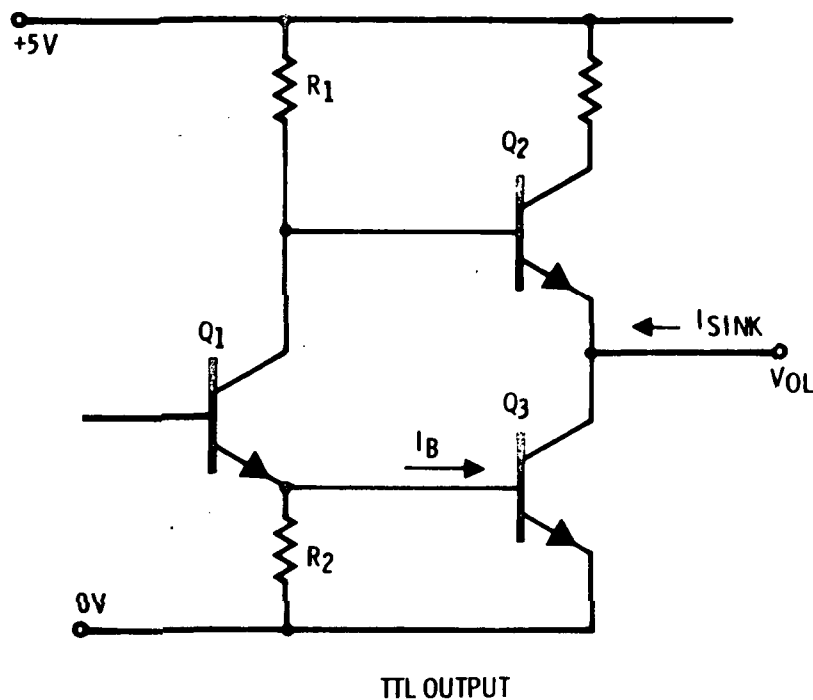 +5V
R1
Q2
Q1
ISINK
VOL
Q3
IB
R2
0V
TTL OUTPUT